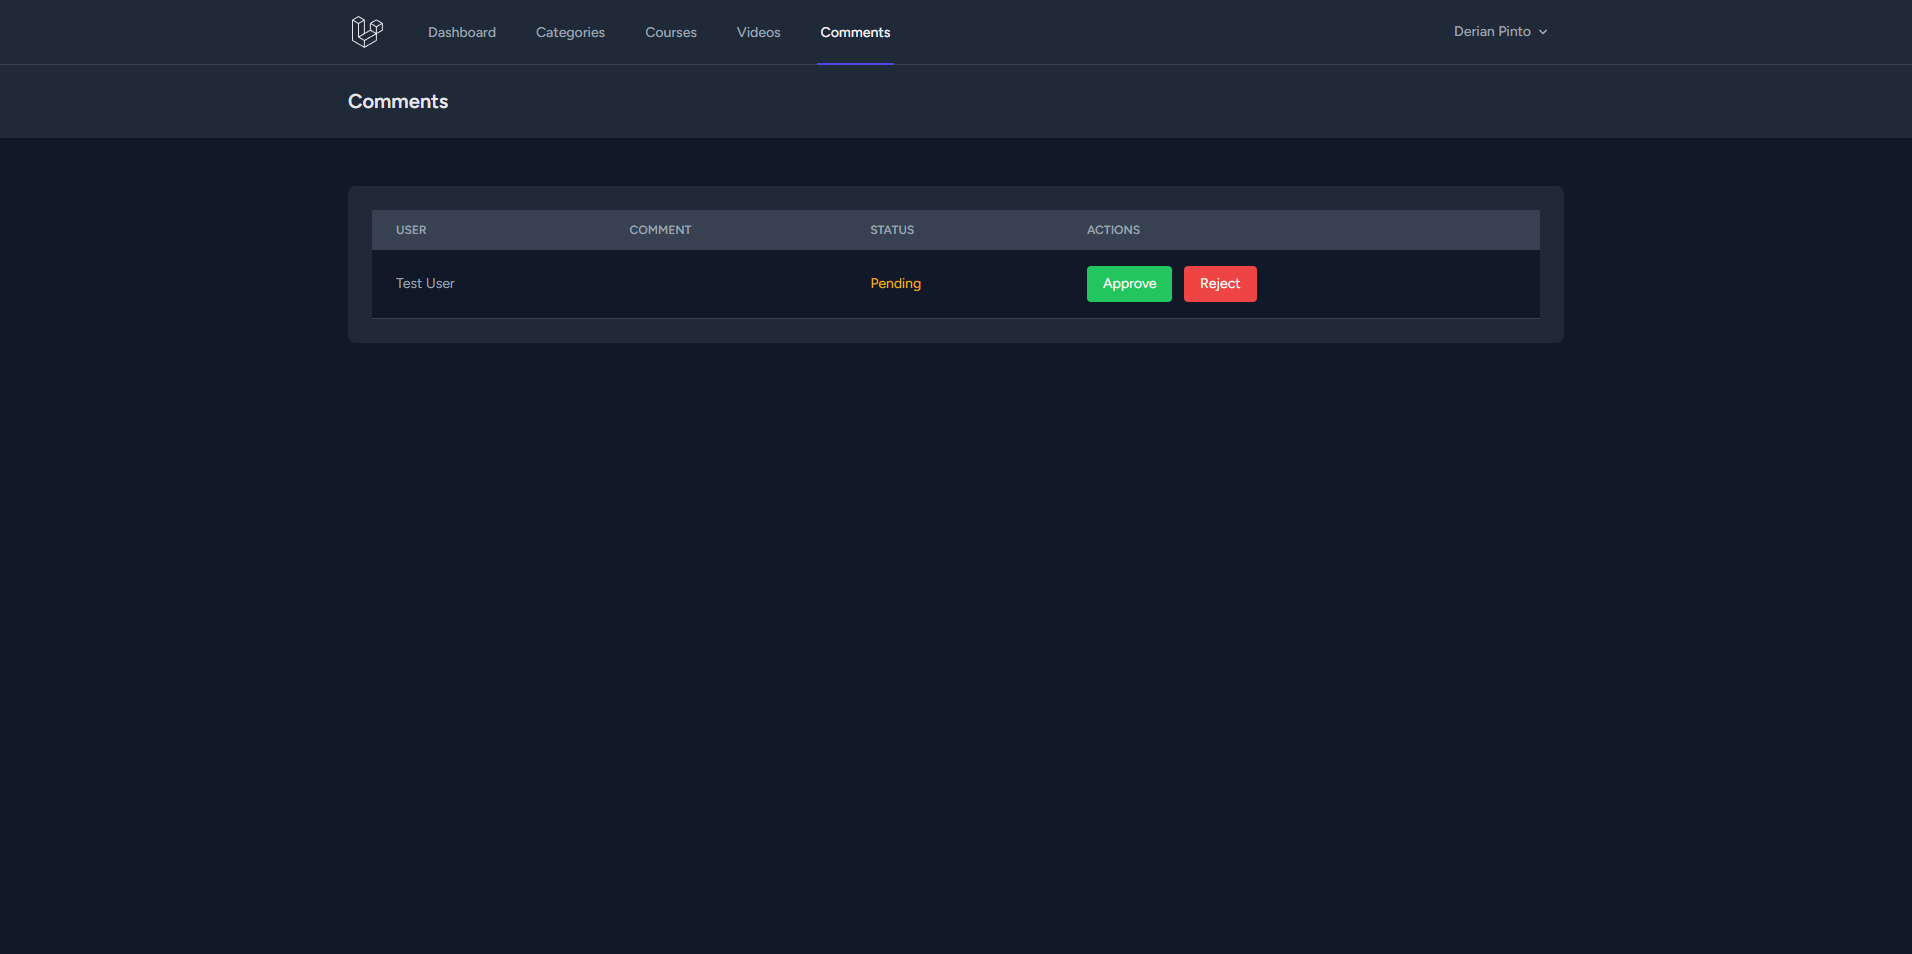 Dashboard Categories Courses Videos Comments Derian Pinto
Comments
USER COMMENT STATUS ACTIONS
Test User Pending Approve Reject